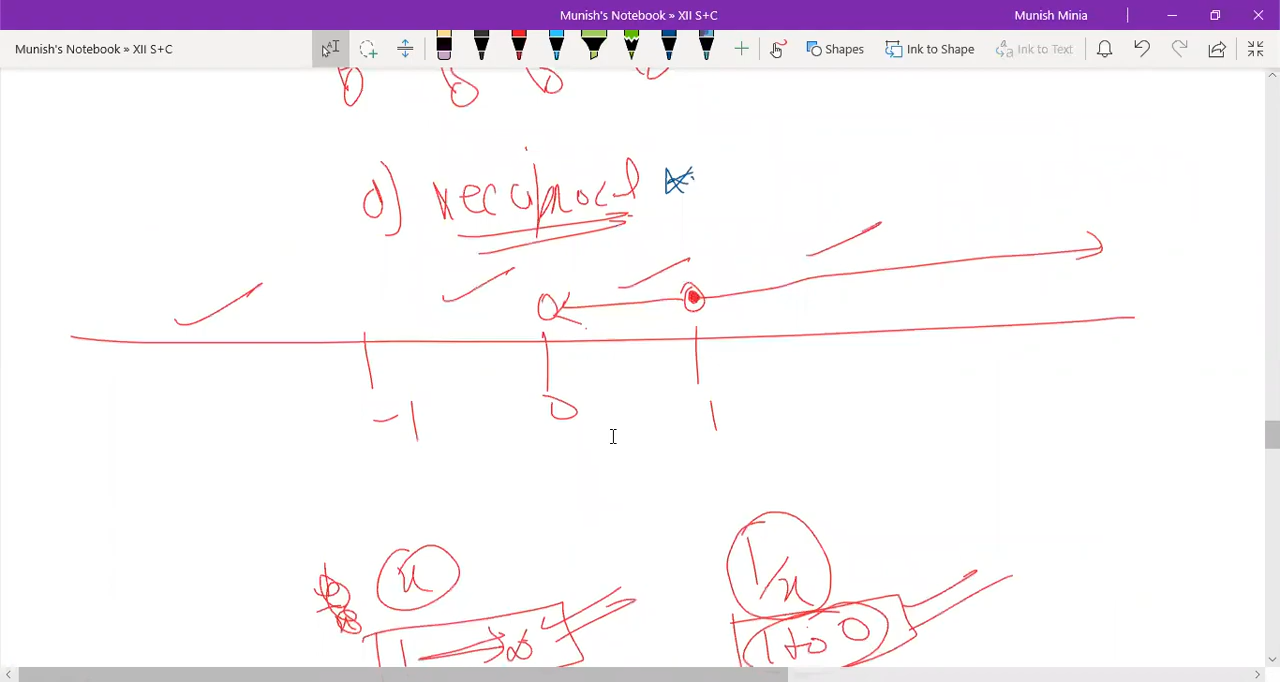 Munish's Notebook » XII S+C
Munish Minia
Munish's Notebook » XII S+C
Shapes
Ink to Shape
Ink to Text
d) reciprocal
-1 0 1
x
1/x
1 → ∞
1 to 0